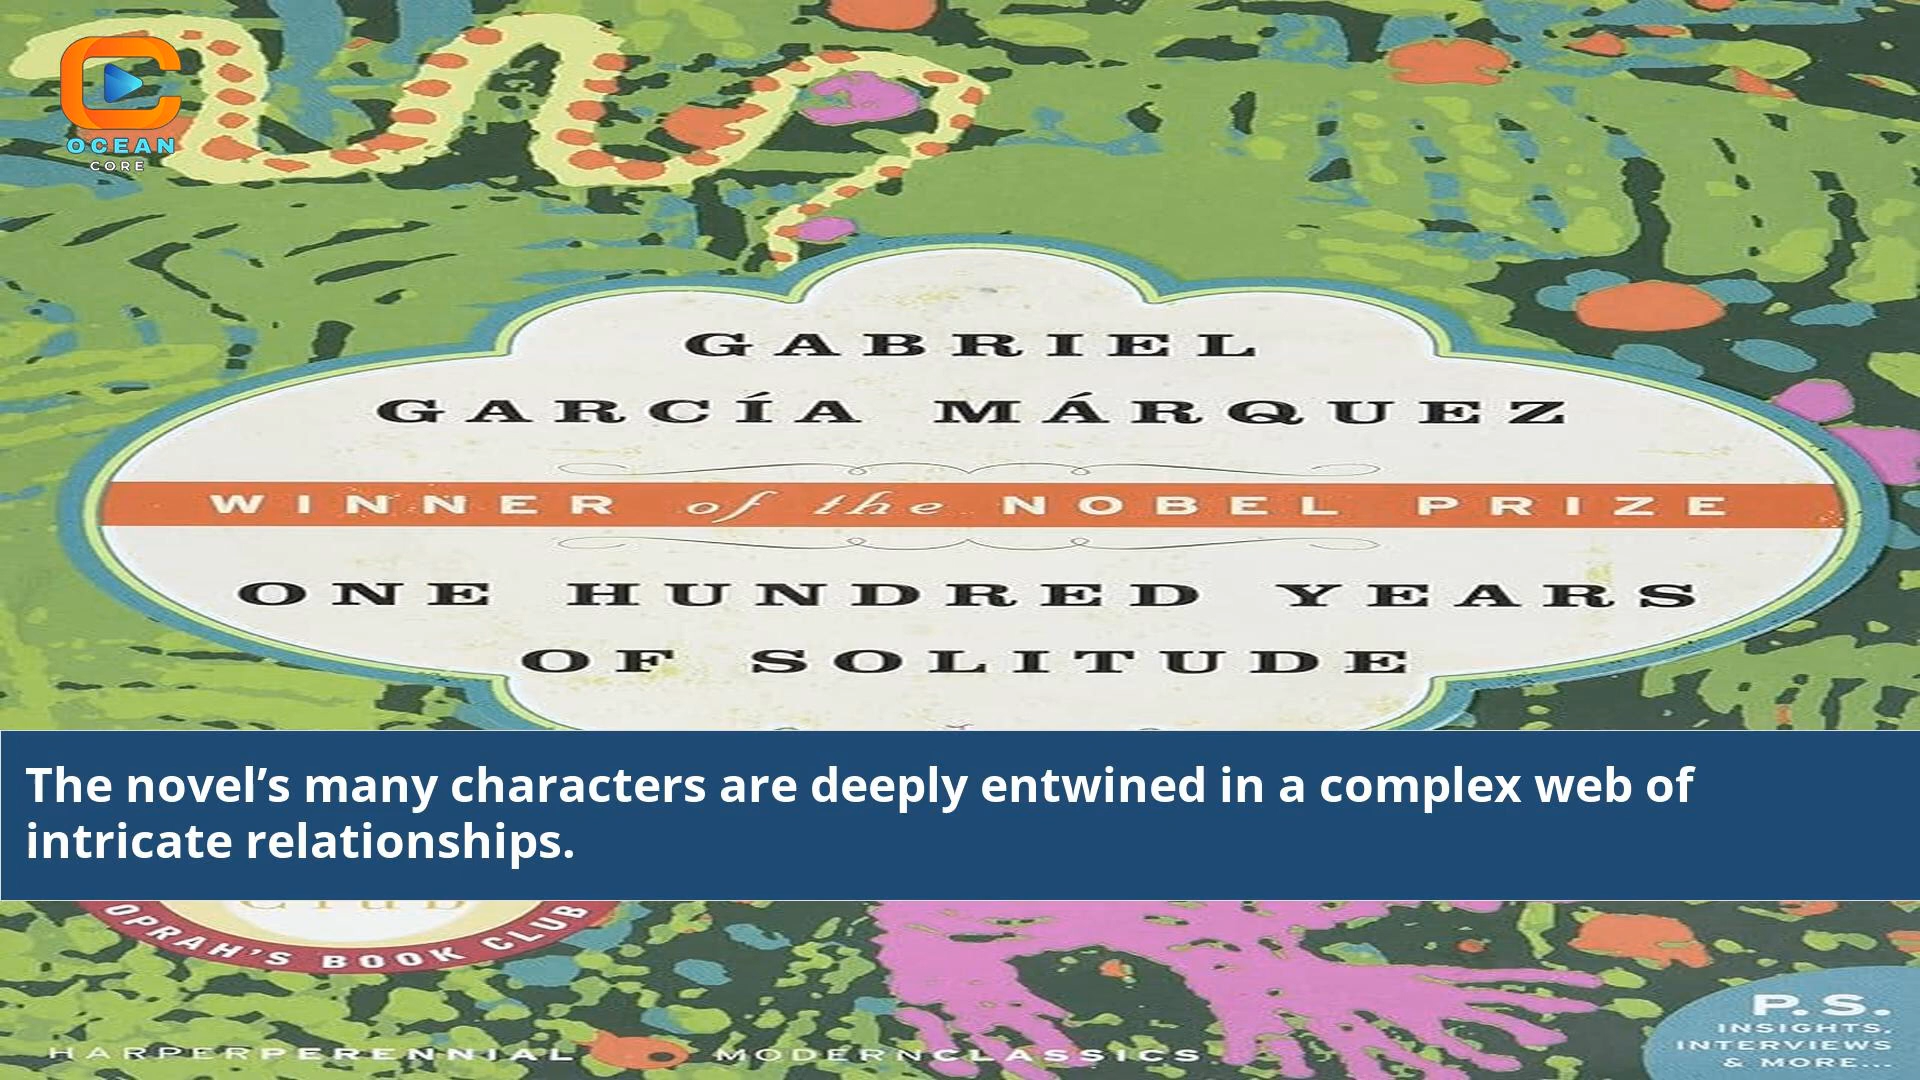 OCEAN
CORE
GABRIEL
GARCÍA MÁRQUEZ
WINNER of the NOBEL PRIZE
ONE HUNDRED YEARS
OF SOLITUDE
The novel’s many characters are deeply entwined in a complex web of
intricate relationships.
Club
OPRAH'S BOOK CLUB
P.S.
INSIGHTS,
INTERVIEWS
& MORE...
HARPERPERENNIAL MODERNCLASSICS